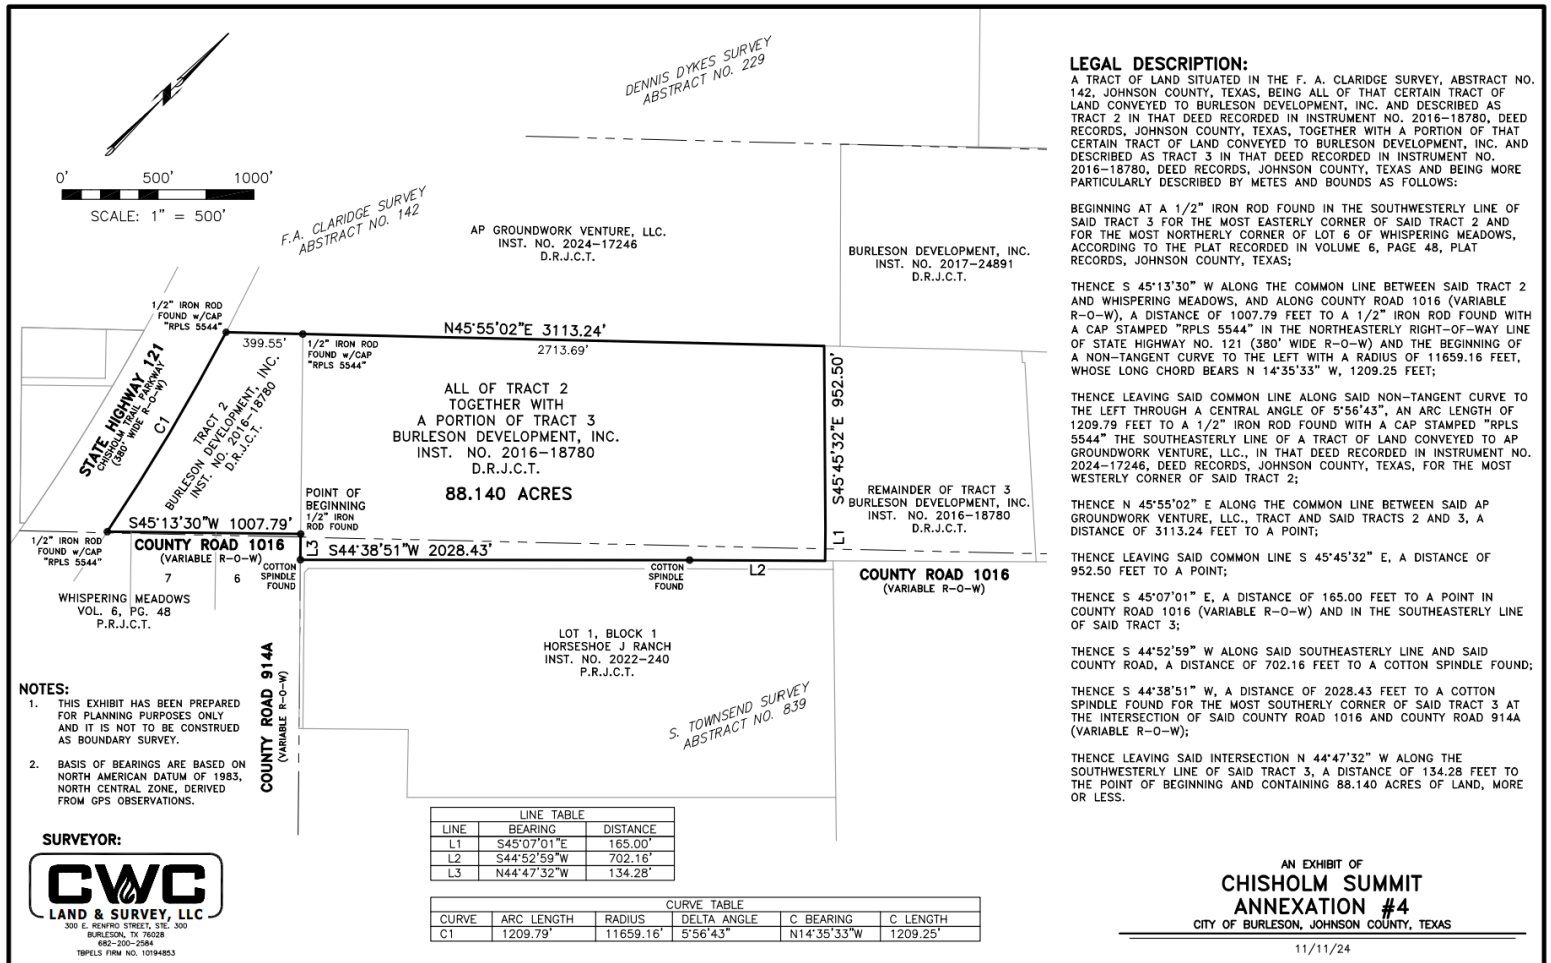 DENNIS DYKES SURVEY
ABSTRACT NO. 229
0'
500'
1000'
SCALE: 1" = 500'
F.A. CLARIDGE SURVEY
ABSTRACT NO. 142
AP GROUNDWORK VENTURE, LLC.
INST. NO. 2024-17246
D.R.J.C.T.
BURLESON DEVELOPMENT, INC.
INST. NO. 2017-24891
D.R.J.C.T.
1/2" IRON ROD
FOUND w/CAP
"RPLS 5544"
N45°55'02"E 3113.24'
399.55'
2713.69'
1/2" IRON ROD
FOUND w/CAP
"RPLS 5544"
STATE HIGHWAY 121
CHISHOLM TRAIL PARKWAY
(380' WIDE R-O-W)
C1
TRACT 2
BURLESON DEVELOPMENT, INC.
INST. NO. 2016-18780
D.R.J.C.T.
ALL OF TRACT 2
TOGETHER WITH
A PORTION OF TRACT 3
BURLESON DEVELOPMENT, INC.
INST. NO. 2016-18780
D.R.J.C.T.
88.140 ACRES
S45°45'32"E 952.50'
L1
REMAINDER OF TRACT 3
BURLESON DEVELOPMENT, INC.
INST. NO. 2016-18780
D.R.J.C.T.
POINT OF
BEGINNING
1/2" IRON
ROD FOUND
S45°13'30"W 1007.79'
1/2" IRON ROD
FOUND w/CAP
"RPLS 5544"
COUNTY ROAD 1016
(VARIABLE R-O-W)
L3
S44°38'51"W 2028.43'
COTTON
SPINDLE
FOUND
COTTON
SPINDLE
FOUND
L2
COUNTY ROAD 1016
(VARIABLE R-O-W)
7
6
WHISPERING MEADOWS
VOL. 6, PG. 48
P.R.J.C.T.
LOT 1, BLOCK 1
HORSESHOE J RANCH
INST. NO. 2022-240
P.R.J.C.T.
COUNTY ROAD 914A
(VARIABLE R-O-W)
S. TOWNSEND SURVEY
ABSTRACT NO. 839
NOTES:
1. THIS EXHIBIT HAS BEEN PREPARED
FOR PLANNING PURPOSES ONLY
AND IT IS NOT TO BE CONSTRUED
AS BOUNDARY SURVEY.
2. BASIS OF BEARINGS ARE BASED ON
NORTH AMERICAN DATUM OF 1983,
NORTH CENTRAL ZONE, DERIVED
FROM GPS OBSERVATIONS.
SURVEYOR:
CWC
LAND & SURVEY, LLC
300 E. RENFRO STREET, STE. 300
BURLESON, TX 76028
682-200-2584
TBPELS FIRM NO. 10194853
LINE TABLE
LINE BEARING DISTANCE
L1 S45°07'01"E 165.00'
L2 S44°52'59"W 702.16'
L3 N44°47'32"W 134.28'
CURVE TABLE
CURVE ARC LENGTH RADIUS DELTA ANGLE C BEARING C LENGTH
C1 1209.79' 11659.16' 5°56'43" N14°35'33"W 1209.25'
LEGAL DESCRIPTION:
A TRACT OF LAND SITUATED IN THE F. A. CLARIDGE SURVEY, ABSTRACT NO.
142, JOHNSON COUNTY, TEXAS, BEING ALL OF THAT CERTAIN TRACT OF
LAND CONVEYED TO BURLESON DEVELOPMENT, INC. AND DESCRIBED AS
TRACT 2 IN THAT DEED RECORDED IN INSTRUMENT NO. 2016-18780, DEED
RECORDS, JOHNSON COUNTY, TEXAS, TOGETHER WITH A PORTION OF THAT
CERTAIN TRACT OF LAND CONVEYED TO BURLESON DEVELOPMENT, INC. AND
DESCRIBED AS TRACT 3 IN THAT DEED RECORDED IN INSTRUMENT NO.
2016-18780, DEED RECORDS, JOHNSON COUNTY, TEXAS AND BEING MORE
PARTICULARLY DESCRIBED BY METES AND BOUNDS AS FOLLOWS:
BEGINNING AT A 1/2" IRON ROD FOUND IN THE SOUTHWESTERLY LINE OF
SAID TRACT 3 FOR THE MOST EASTERLY CORNER OF SAID TRACT 2 AND
FOR THE MOST NORTHERLY CORNER OF LOT 6 OF WHISPERING MEADOWS,
ACCORDING TO THE PLAT RECORDED IN VOLUME 6, PAGE 48, PLAT
RECORDS, JOHNSON COUNTY, TEXAS;
THENCE S 45°13'30" W ALONG THE COMMON LINE BETWEEN SAID TRACT 2
AND WHISPERING MEADOWS, AND ALONG COUNTY ROAD 1016 (VARIABLE
R-O-W), A DISTANCE OF 1007.79 FEET TO A 1/2" IRON ROD FOUND WITH
A CAP STAMPED "RPLS 5544" IN THE NORTHEASTERLY RIGHT-OF-WAY LINE
OF STATE HIGHWAY NO. 121 (380' WIDE R-O-W) AND THE BEGINNING OF
A NON-TANGENT CURVE TO THE LEFT WITH A RADIUS OF 11659.16 FEET,
WHOSE LONG CHORD BEARS N 14°35'33" W, 1209.25 FEET;
THENCE LEAVING SAID COMMON LINE ALONG SAID NON-TANGENT CURVE TO
THE LEFT THROUGH A CENTRAL ANGLE OF 5°56'43", AN ARC LENGTH OF
1209.79 FEET TO A 1/2" IRON ROD FOUND WITH A CAP STAMPED "RPLS
5544" THE SOUTHEASTERLY LINE OF A TRACT OF LAND CONVEYED TO AP
GROUNDWORK VENTURE, LLC., IN THAT DEED RECORDED IN INSTRUMENT NO.
2024-17246, DEED RECORDS, JOHNSON COUNTY, TEXAS, FOR THE MOST
WESTERLY CORNER OF SAID TRACT 2;
THENCE N 45°55'02" E ALONG THE COMMON LINE BETWEEN SAID AP
GROUNDWORK VENTURE, LLC., TRACT AND SAID TRACTS 2 AND 3, A
DISTANCE OF 3113.24 FEET TO A POINT;
THENCE LEAVING SAID COMMON LINE S 45°45'32" E, A DISTANCE OF
952.50 FEET TO A POINT;
THENCE S 45°07'01" E, A DISTANCE OF 165.00 FEET TO A POINT IN
COUNTY ROAD 1016 (VARIABLE R-O-W) AND IN THE SOUTHEASTERLY LINE
OF SAID TRACT 3;
THENCE S 44°52'59" W ALONG SAID SOUTHEASTERLY LINE AND SAID
COUNTY ROAD, A DISTANCE OF 702.16 FEET TO A COTTON SPINDLE FOUND;
THENCE S 44°38'51" W, A DISTANCE OF 2028.43 FEET TO A COTTON
SPINDLE FOUND FOR THE MOST SOUTHERLY CORNER OF SAID TRACT 3 AT
THE INTERSECTION OF SAID COUNTY ROAD 1016 AND COUNTY ROAD 914A
(VARIABLE R-O-W);
THENCE LEAVING SAID INTERSECTION N 44°47'32" W ALONG THE
SOUTHWESTERLY LINE OF SAID TRACT 3, A DISTANCE OF 134.28 FEET TO
THE POINT OF BEGINNING AND CONTAINING 88.140 ACRES OF LAND, MORE
OR LESS.
AN EXHIBIT OF
CHISHOLM SUMMIT
ANNEXATION #4
CITY OF BURLESON, JOHNSON COUNTY, TEXAS
11/11/24